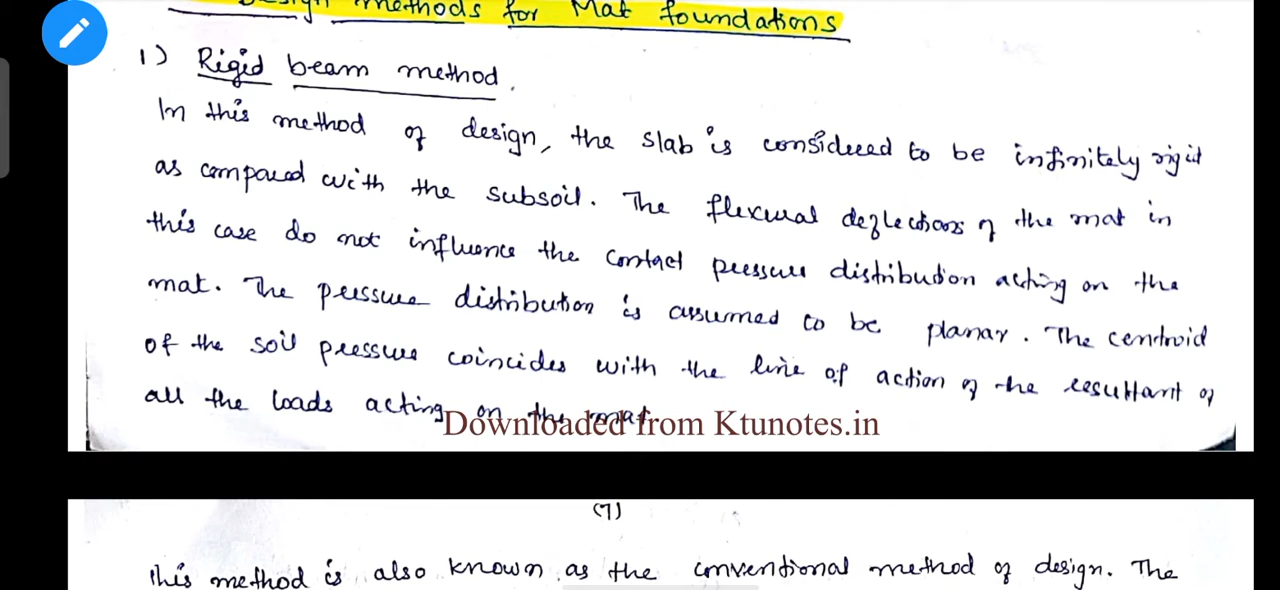 Design methods for Mat foundations
1) Rigid beam method.
In this method of design, the slab is considered to be infinitely rigid
as compared with the subsoil. The flexural deflections of the mat in
this case do not influence the contact pressure distribution acting on the
mat. The pressure distribution is assumed to be planar. The centroid
of the soil pressure coincides with the line of action of the resultant of
all the loads acting on the mat.
Downloaded from Ktunotes.in
(7)
This method is also known as the conventional method of design. The